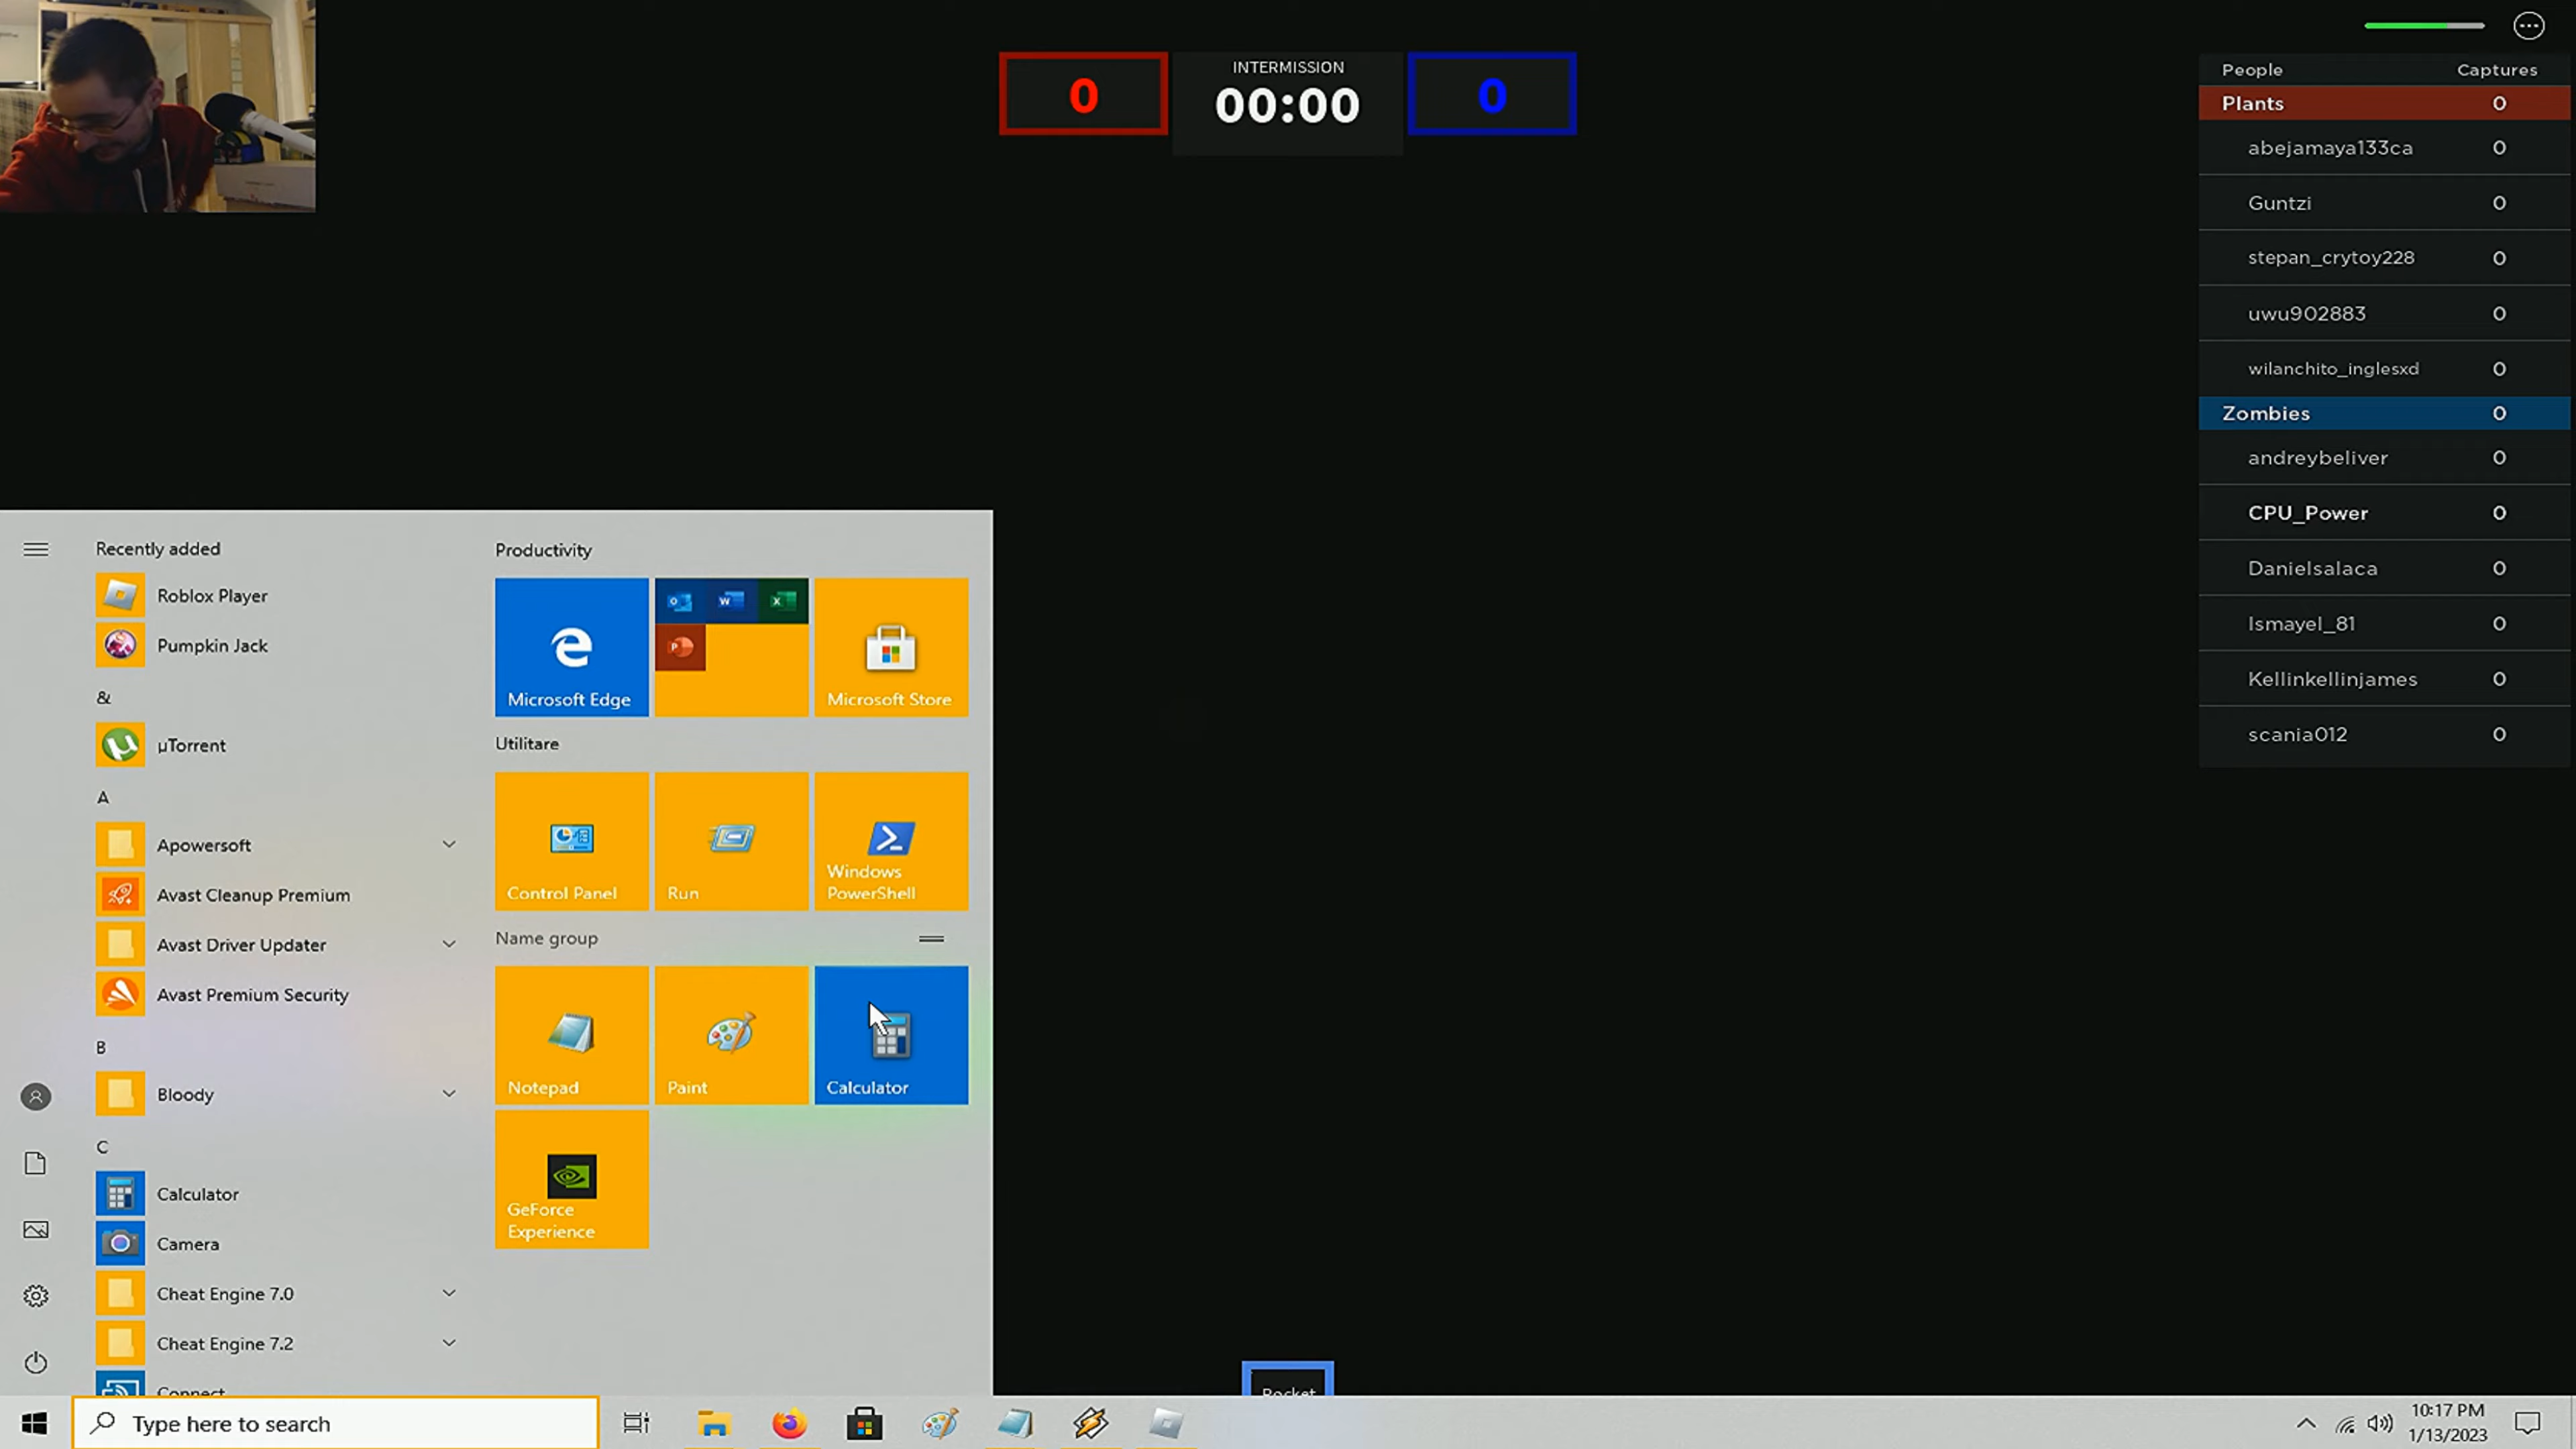 0
INTERMISSION
00:00
0
People Captures
Plants 0
abejamaya133ca 0
Guntzi 0
stepan_crytoy228 0
uwu902883 0
wilanchito_inglesxd 0
Zombies 0
andreybeliver 0
CPU_Power 0
Danielsalaca 0
Ismayel_81 0
Kellinkellinjames 0
scania012 0
Recently added
Roblox Player
Pumpkin Jack
&
µTorrent
A
Apowersoft
Avast Cleanup Premium
Avast Driver Updater
Avast Premium Security
B
Bloody
C
Calculator
Camera
Cheat Engine 7.0
Cheat Engine 7.2
Connect
Productivity
Microsoft Edge
Microsoft Store
Utilitare
Control Panel
Run
Windows
PowerShell
Name group
Notepad
Paint
Calculator
GeForce
Experience
Rocket
Type here to search
10:17 PM
1/13/2023